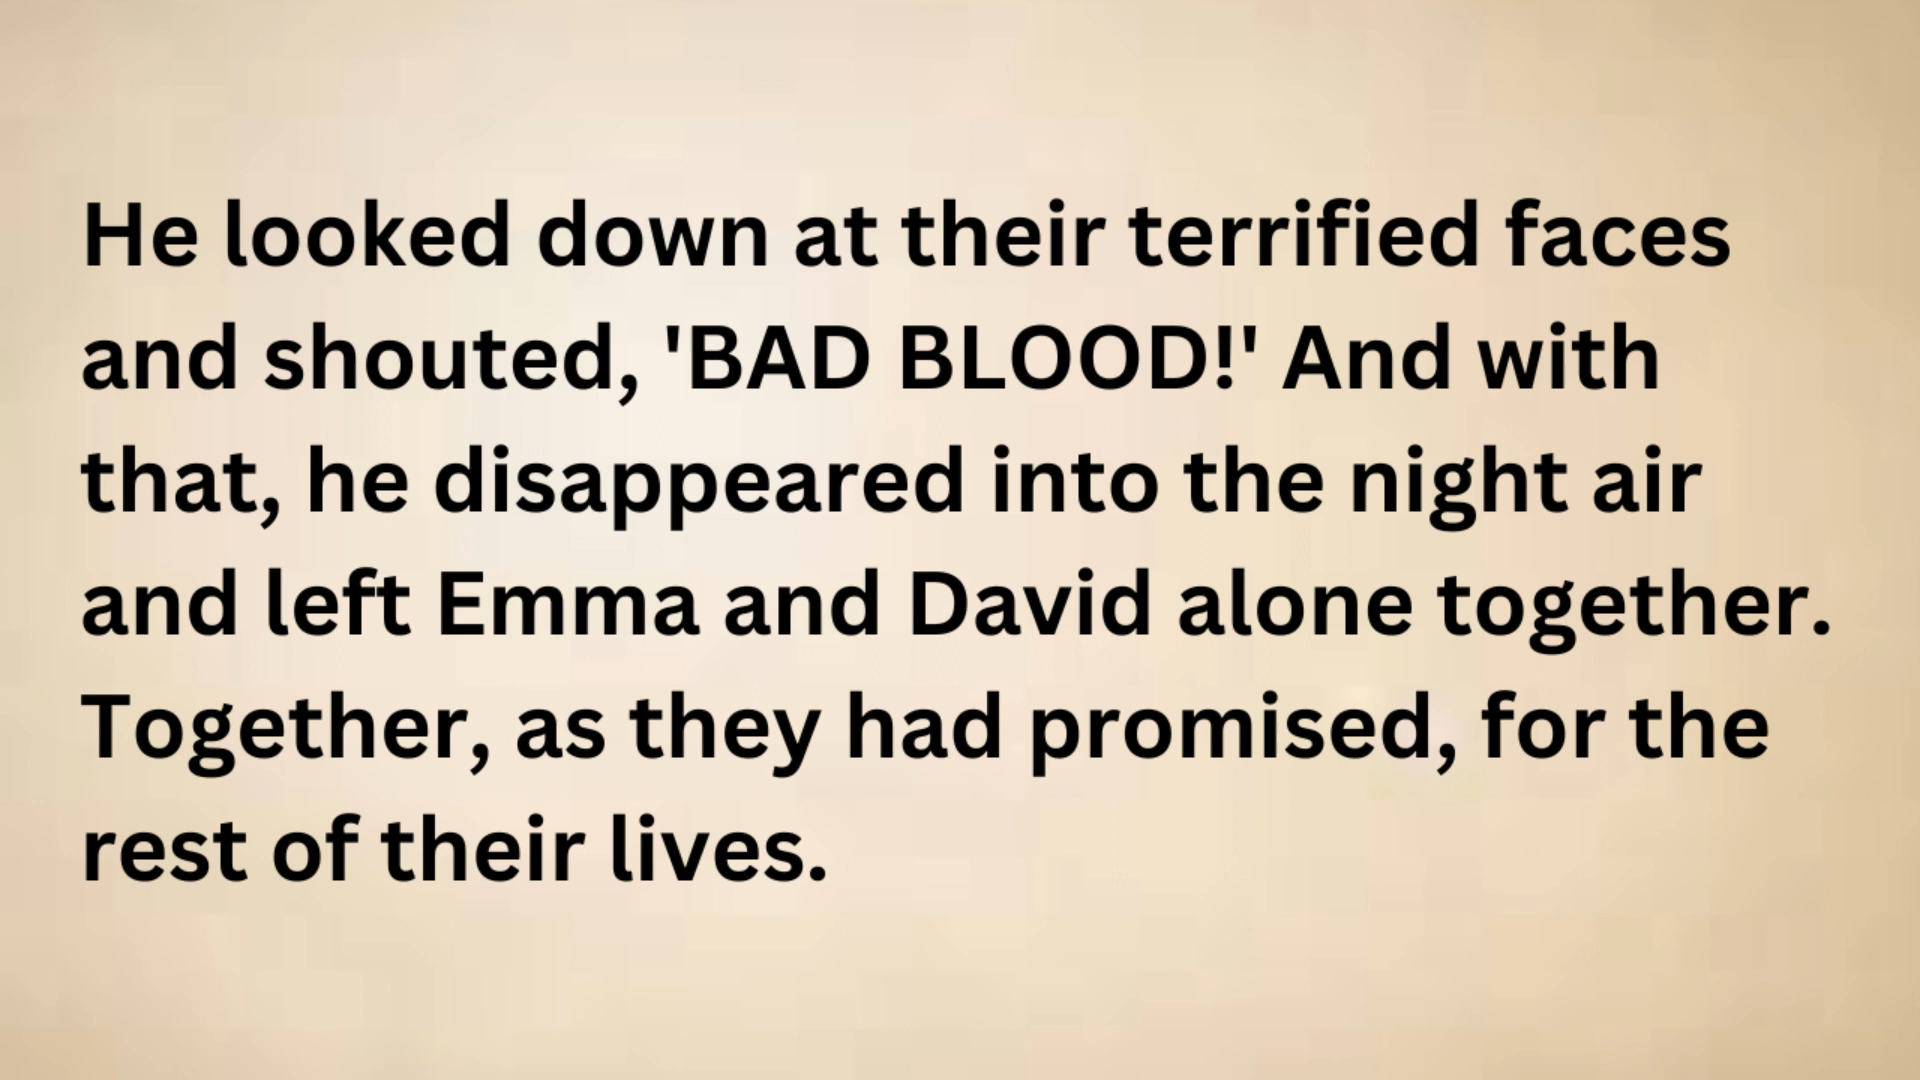 He looked down at their terrified faces
and shouted, 'BAD BLOOD!' And with
that, he disappeared into the night air
and left Emma and David alone together.
Together, as they had promised, for the
rest of their lives.